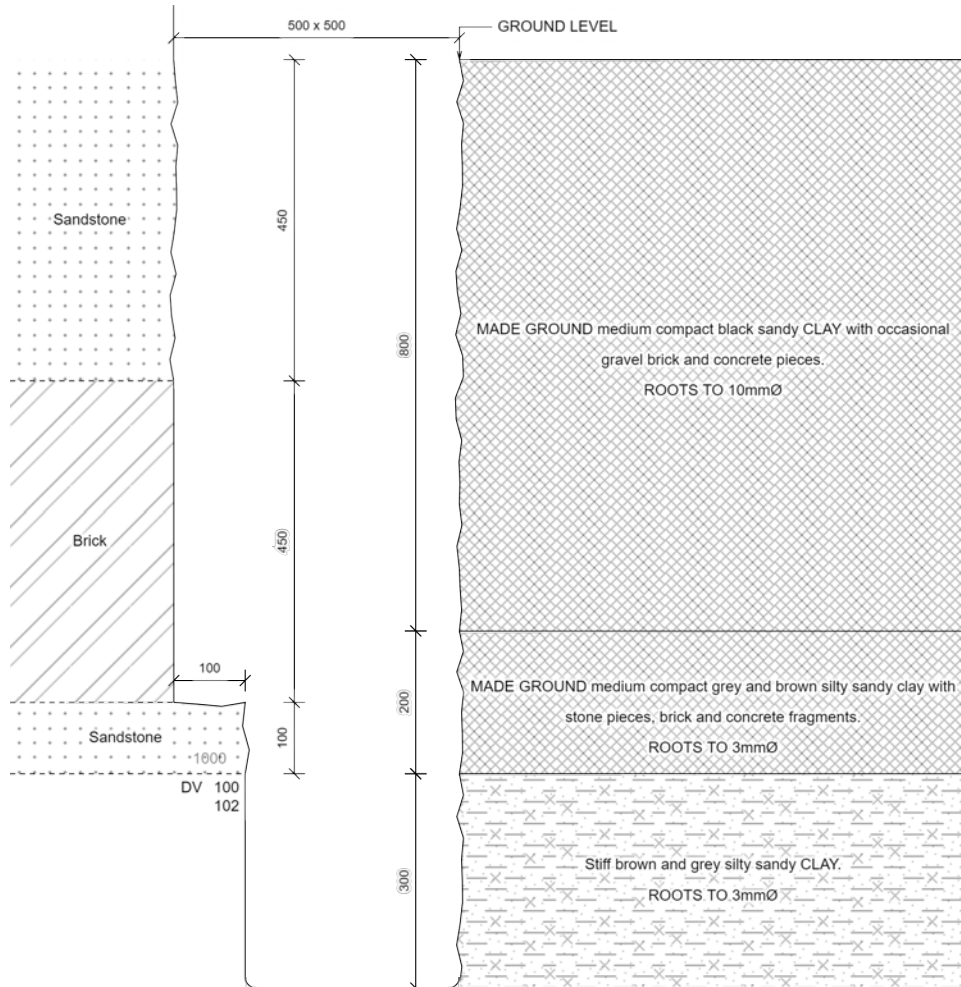 500 x 500
GROUND LEVEL
Sandstone
450
800
MADE GROUND medium compact black sandy CLAY with occasional
gravel brick and concrete pieces.
ROOTS TO 10mmØ
Brick
450
100
200
MADE GROUND medium compact grey and brown silty sandy clay with
stone pieces, brick and concrete fragments.
ROOTS TO 3mmØ
Sandstone
100
1000
DV 100
102
300
Stiff brown and grey silty sandy CLAY.
ROOTS TO 3mmØ